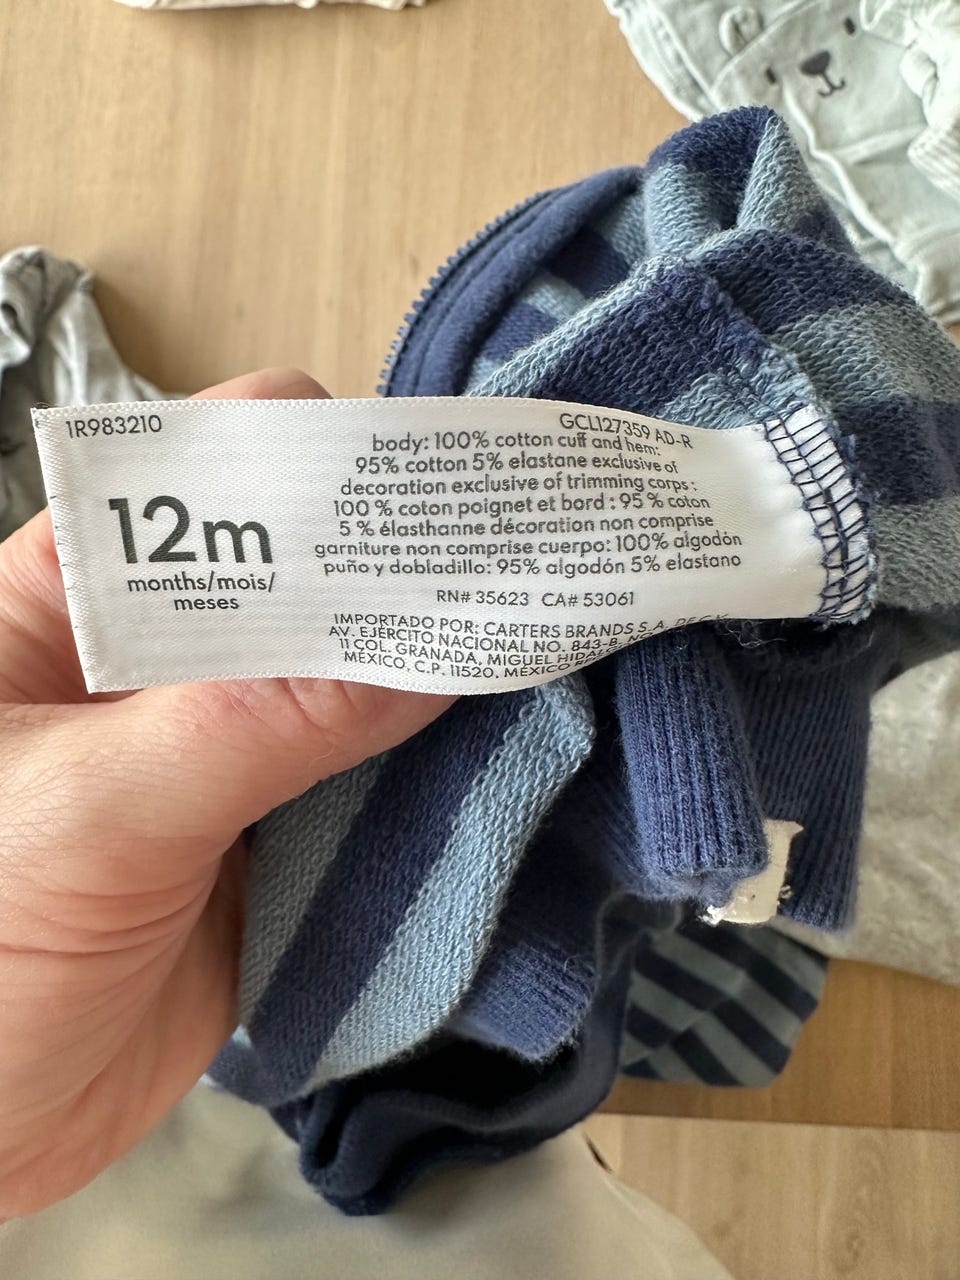 1R983210
GCL127359 AD-R
12m
months/mois/
meses
body: 100% cotton cuff and hem:
95% cotton 5% elastane exclusive of
decoration exclusive of trimming corps :
100 % coton poignet et bord : 95 % coton
5 % élasthanne décoration non comprise
garniture non comprise cuerpo: 100% algodón
puño y dobladillo: 95% algodón 5% elastano
RN# 35623 CA# 53061
IMPORTADO POR: CARTERS BRANDS S.A. DE C.V.
AV. EJÉRCITO NACIONAL NO. 843-B,
11 COL. GRANADA, MIGUEL HIDALGO
MÉXICO, C.P. 11520, MÉXICO